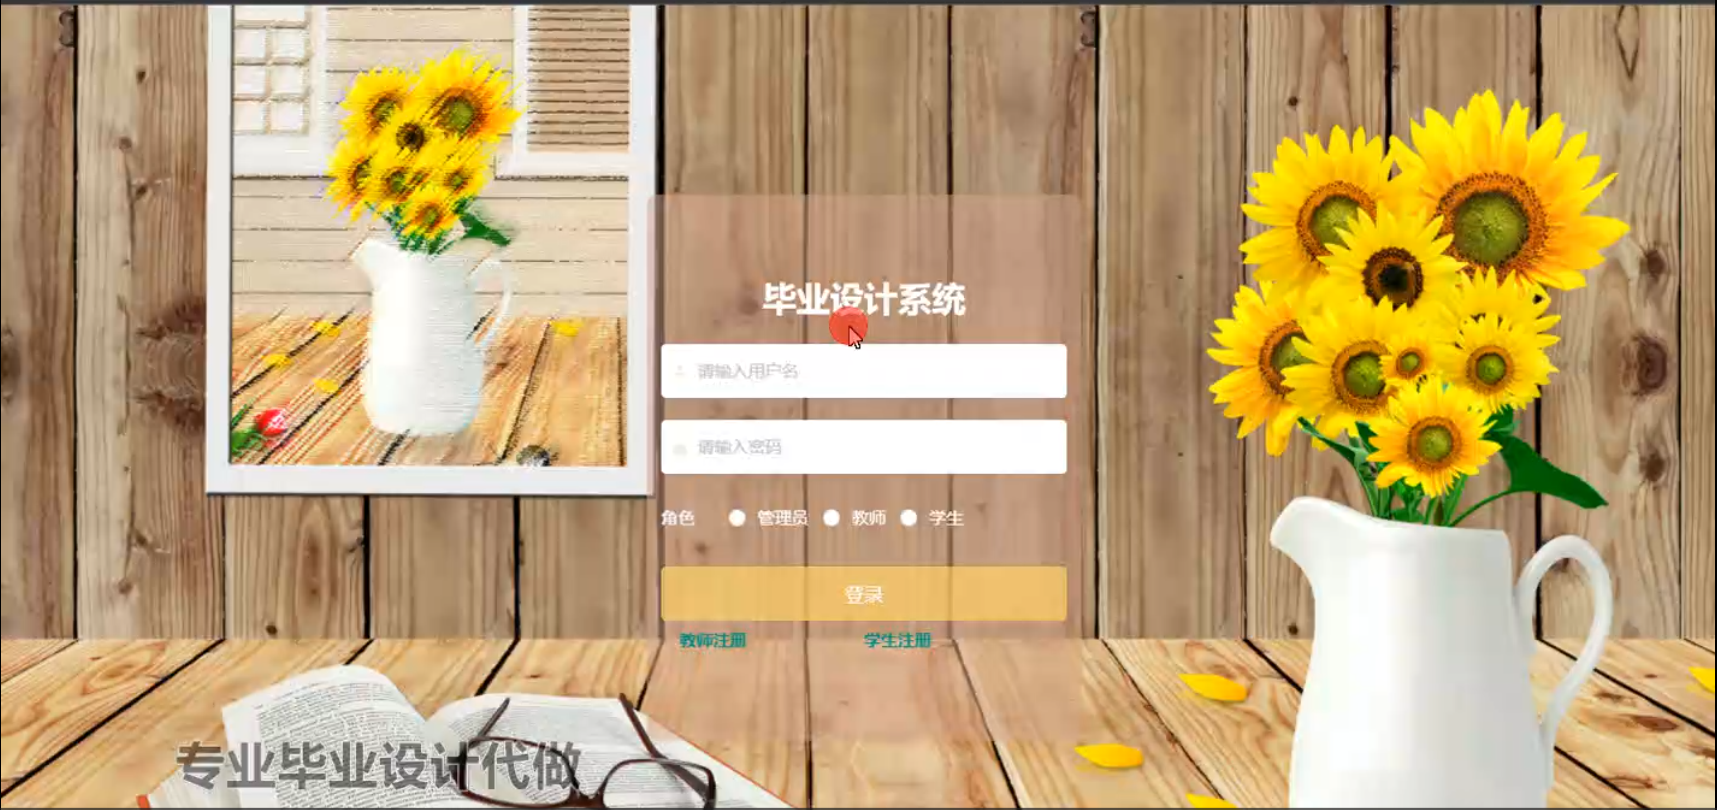 毕业设计系统
请输入用户名
请输入密码
角色 管理员 教师 学生
登录
教师注册 学生注册
专业毕业设计代做